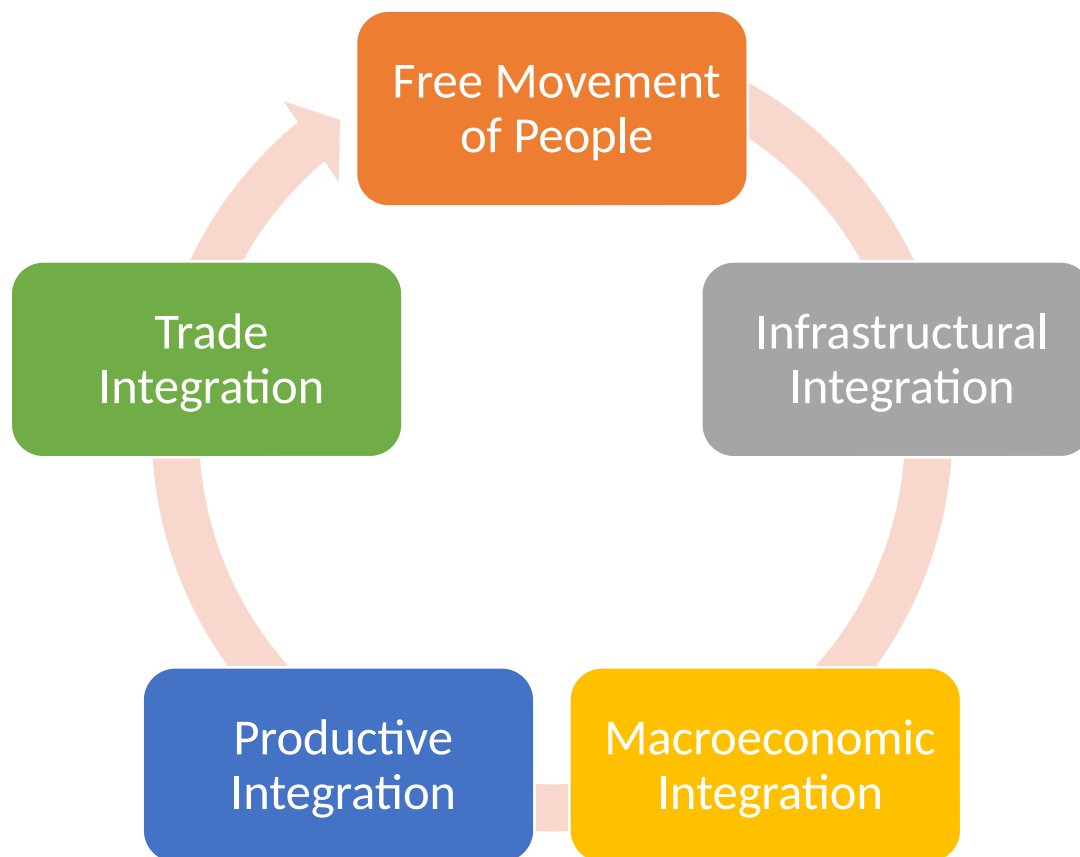 Free Movement
of People
Infrastructural
Integration
Macroeconomic
Integration
Productive
Integration
Trade
Integration